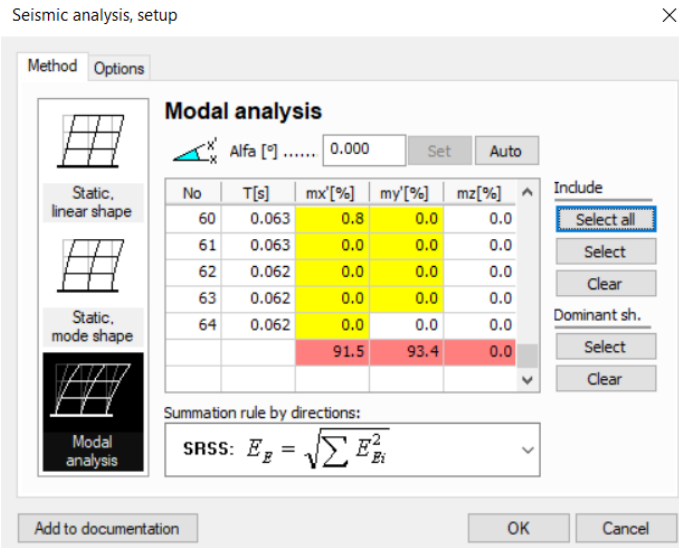 Seismic analysis, setup
Method Options
Modal analysis
x'
x
Alfa [°] ...... 0.000 Set Auto
Static,
linear shape
Static,
mode shape
Modal
analysis
No T[s] mx'[%] my'[%] mz[%]
60 0.063 0.8 0.0 0.0
61 0.063 0.0 0.0 0.0
62 0.062 0.0 0.0 0.0
63 0.062 0.0 0.0 0.0
64 0.062 0.0 0.0 0.0
91.5 93.4 0.0
Include
Select all
Select
Clear
Dominant sh.
Select
Clear
Summation rule by directions:
SRSS: E_E = √∑ E²_Ei
Add to documentation OK Cancel